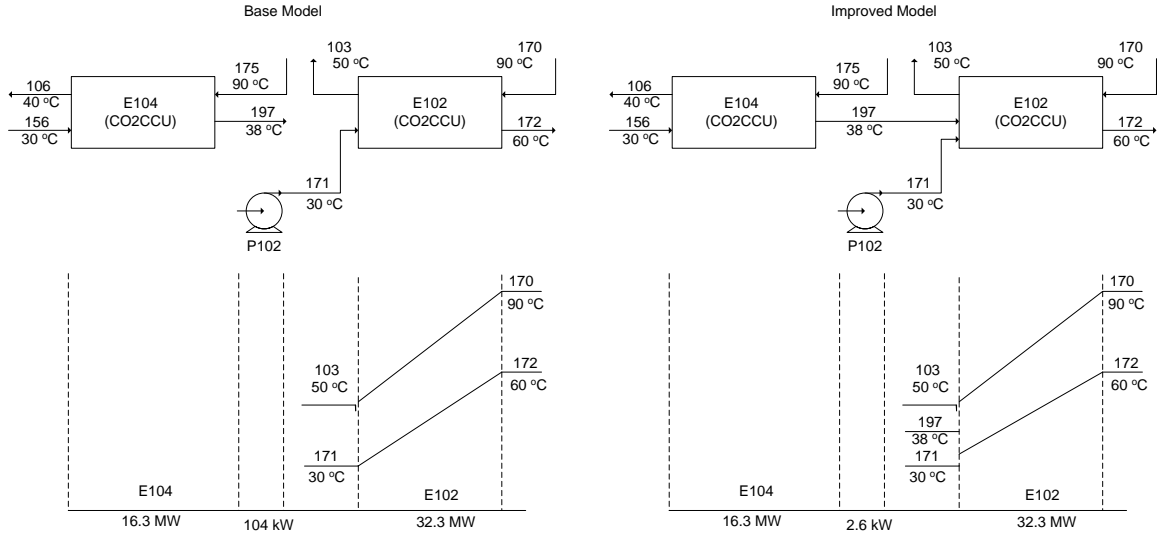 Base Model
103
50 °C
170
90 °C
175
90 °C
106
40 °C
E104
(CO2CCU)
E102
(CO2CCU)
156
30 °C
197
38 °C
172
60 °C
171
30 °C
P102
170
90 °C
103
50 °C
172
60 °C
171
30 °C
E104
E102
16.3 MW
104 kW
32.3 MW
Improved Model
103
50 °C
170
90 °C
175
90 °C
106
40 °C
E104
(CO2CCU)
E102
(CO2CCU)
156
30 °C
197
38 °C
172
60 °C
171
30 °C
P102
170
90 °C
103
50 °C
172
60 °C
197
38 °C
171
30 °C
E104
E102
16.3 MW
2.6 kW
32.3 MW